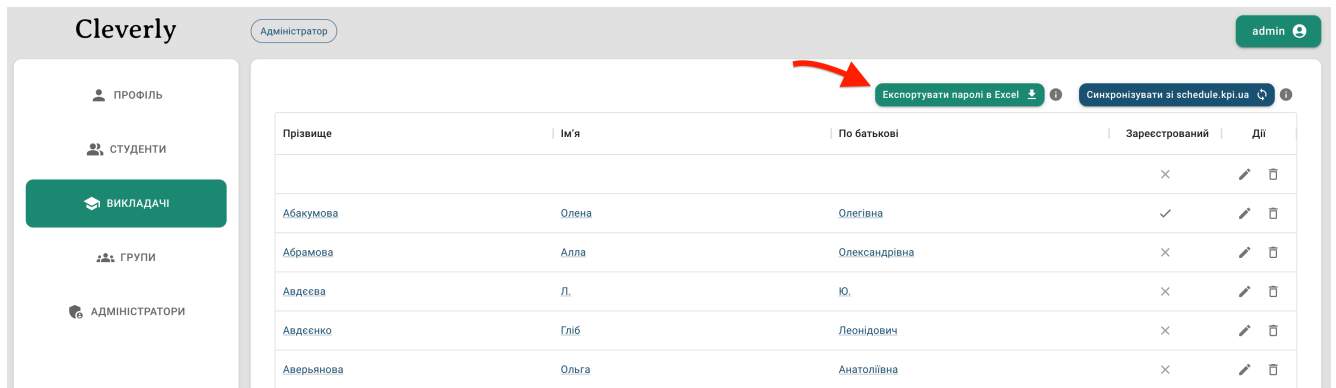 Cleverly
Адміністратор
admin
ПРОФІЛЬ
СТУДЕНТИ
ВИКЛАДАЧІ
ГРУПИ
АДМІНІСТРАТОРИ
Експортувати паролі в Excel
Синхронізувати зі schedule.kpi.ua
Прізвище Ім'я По батькові Зареєстрований Дії
Абакумова Олена Олегівна
Абрамова Алла Олександрівна
Авдєєва Л. Ю.
Авдєєнко Гліб Леонідович
Аверьянова Ольга Анатоліївна